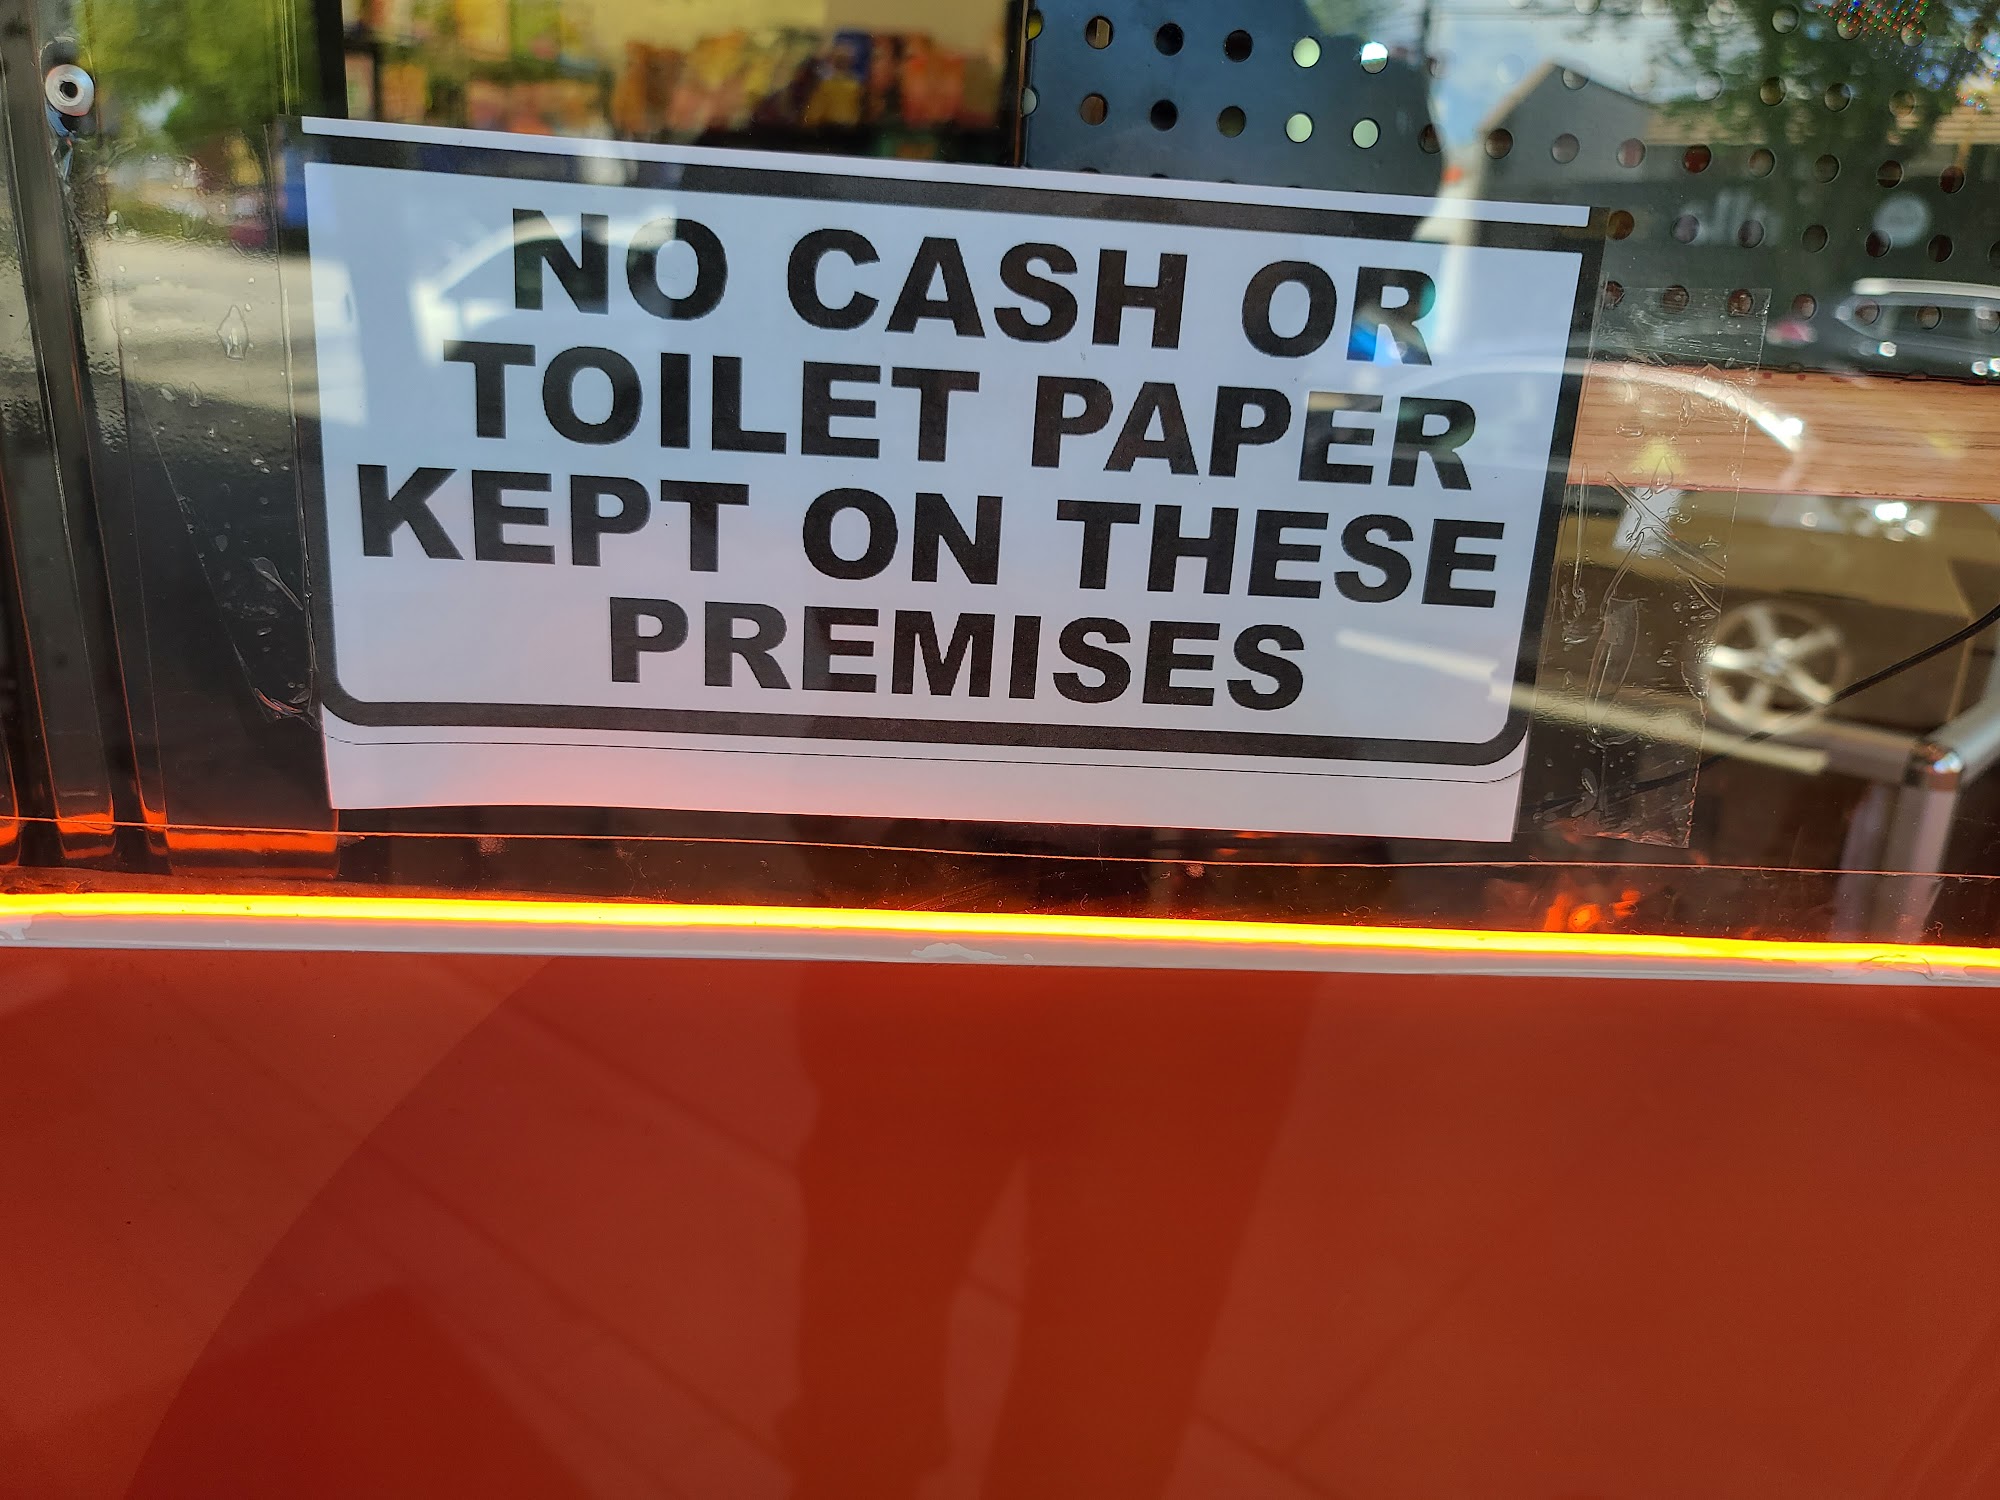 NO CASH OR
TOILET PAPER
KEPT ON THESE
PREMISES